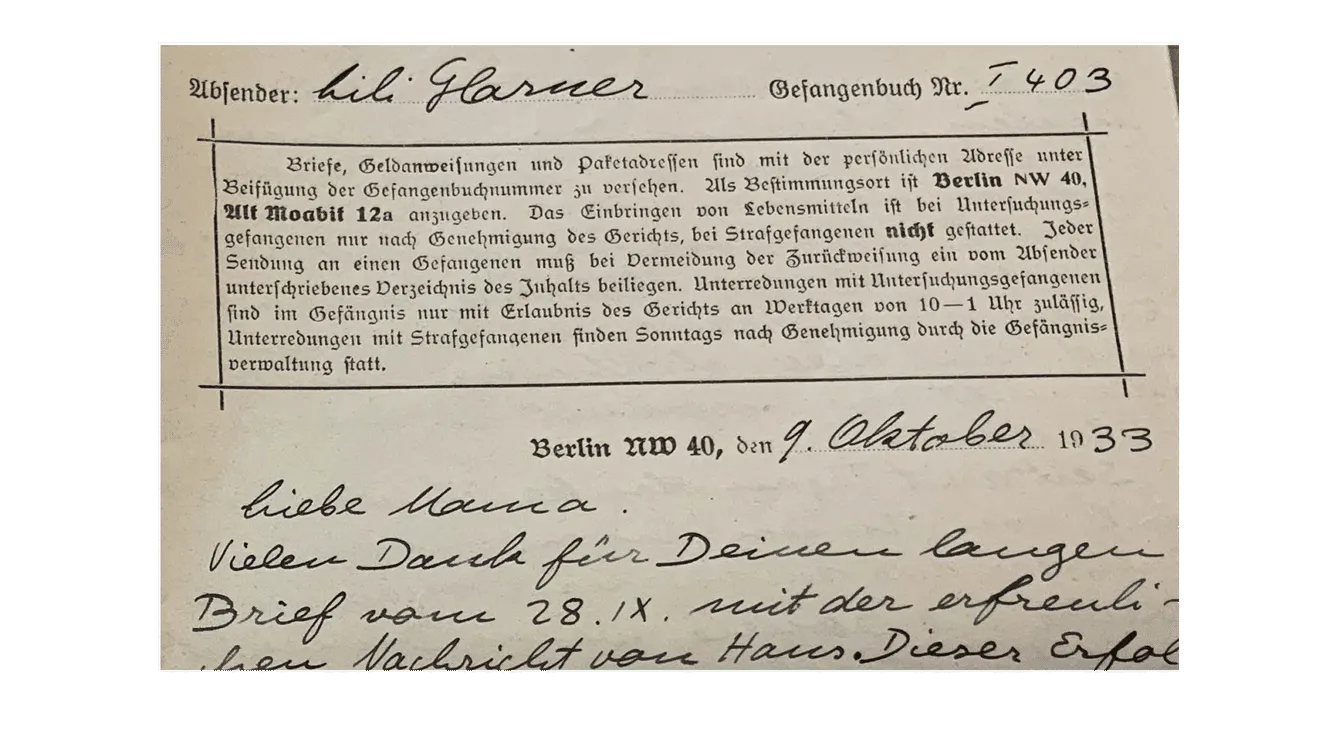 Absender: Lili Glarner Gefangenbuch Nr. I 403
Briefe, Geldanweisungen und Paketadressen sind mit der persönlichen Adresse unter
Beifügung der Gefangenbuchnummer zu versehen. Als Bestimmungsort ist Berlin NW 40,
Alt Moabit 12a anzugeben. Das Einbringen von Lebensmitteln ist bei Untersuchungs-
gefangenen nur nach Genehmigung des Gerichts, bei Strafgefangenen nicht gestattet. Jeder
Sendung an einen Gefangenen muß bei Vermeidung der Zurückweisung ein vom Absender
unterschriebenes Verzeichnis des Inhalts beiliegen. Unterredungen mit Untersuchungsgefangenen
sind im Gefängnis nur mit Erlaubnis des Gerichts an Werktagen von 10—1 Uhr zulässig,
Unterredungen mit Strafgefangenen finden Sonntags nach Genehmigung durch die Gefängnis-
verwaltung statt.
Berlin NW 40, den 9. Oktober 1933
Liebe Mama.
Vielen Dank für Deinen langen
Brief vom 28.IX. mit der erfreuli-
chen Nachricht von Hans. Dieser Erfol